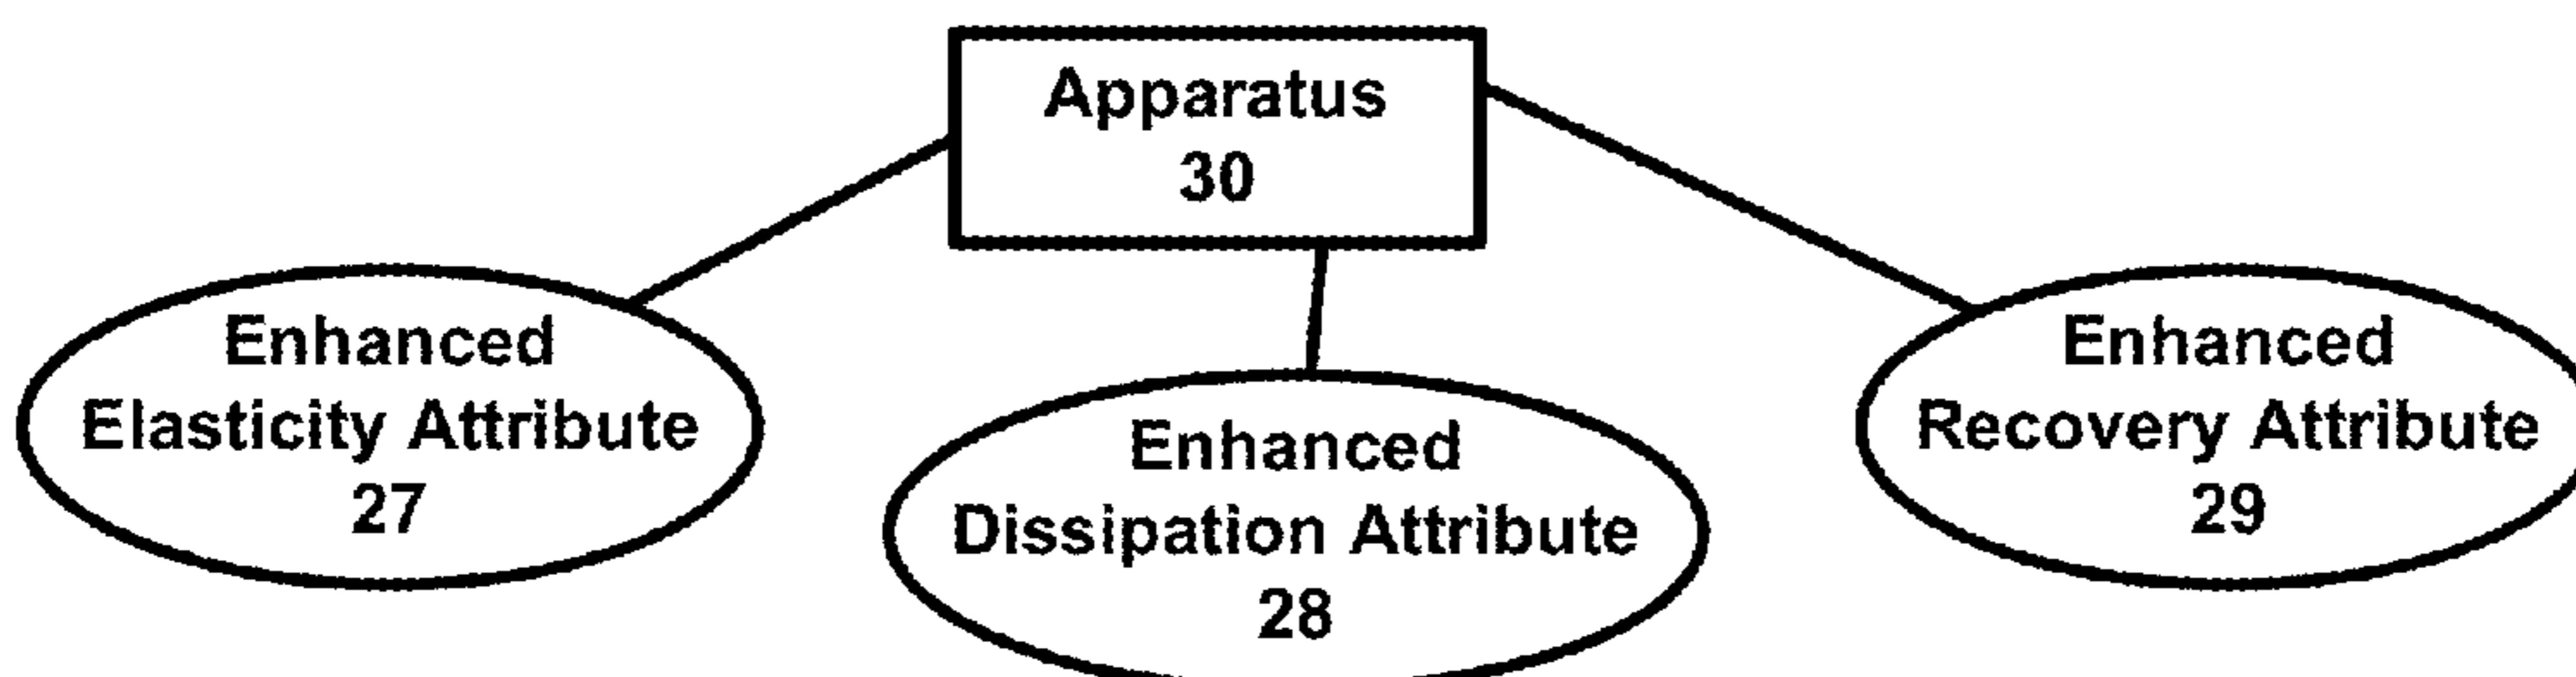 Apparatus
30
Enhanced
Elasticity Attribute
27
Enhanced
Dissipation Attribute
28
Enhanced
Recovery Attribute
29